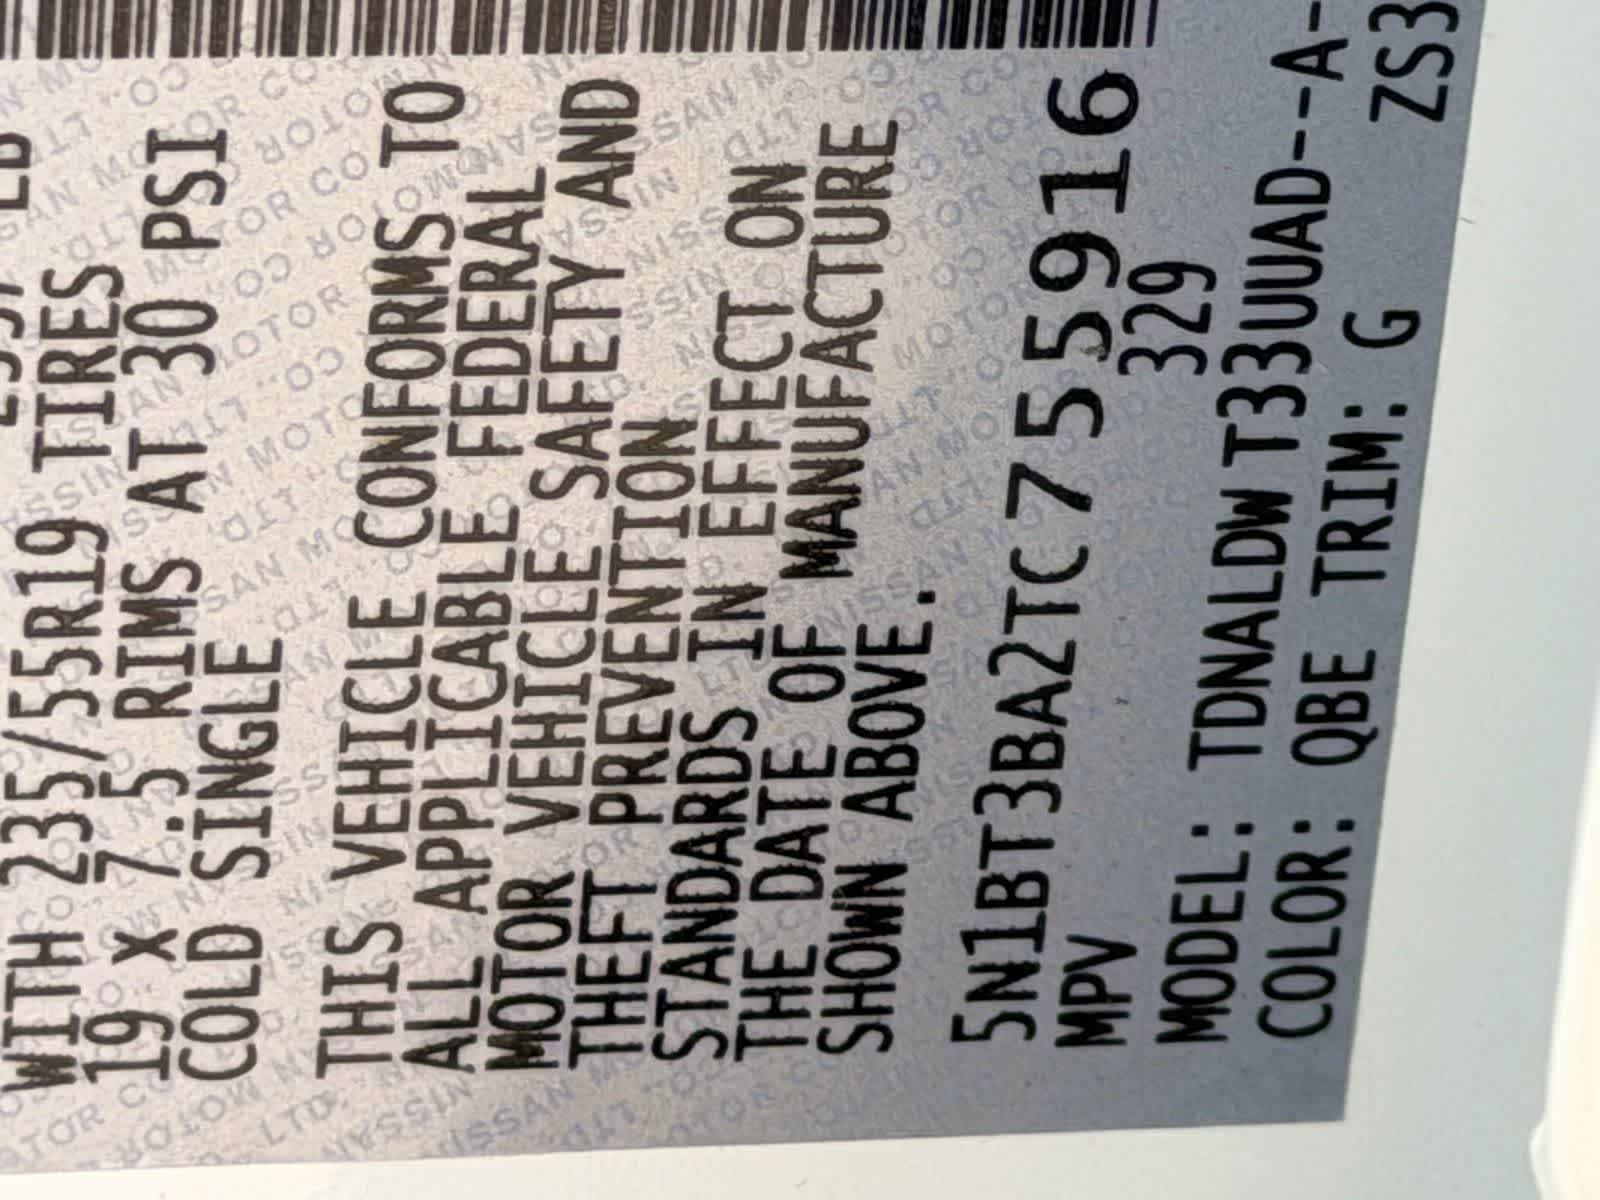 WITH 235/55R19 TIRES
19 X 7.5 RIMS AT 30 PSI
COLD SINGLE
THIS VEHICLE CONFORMS TO
ALL APPLICABLE FEDERAL
MOTOR VEHICLE SAFETY AND
THEFT PREVENTION
STANDARDS IN EFFECT ON
THE DATE OF MANUFACTURE
SHOWN ABOVE.
5N1BT3BA2TC755916
MPV 329
MODEL: TDNALDWT33UUAD--A-
COLOR: QBE TRIM: G ZS3